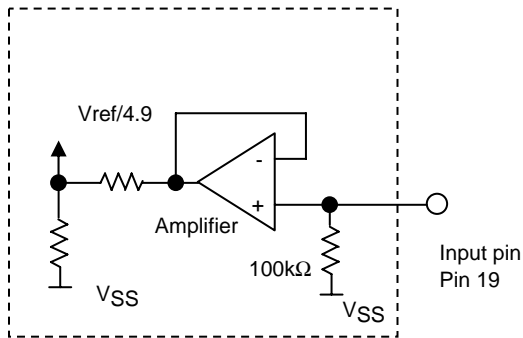 Vref/4.9
-
+
Amplifier
100kΩ
Input pin
Pin 19
VSS
VSS